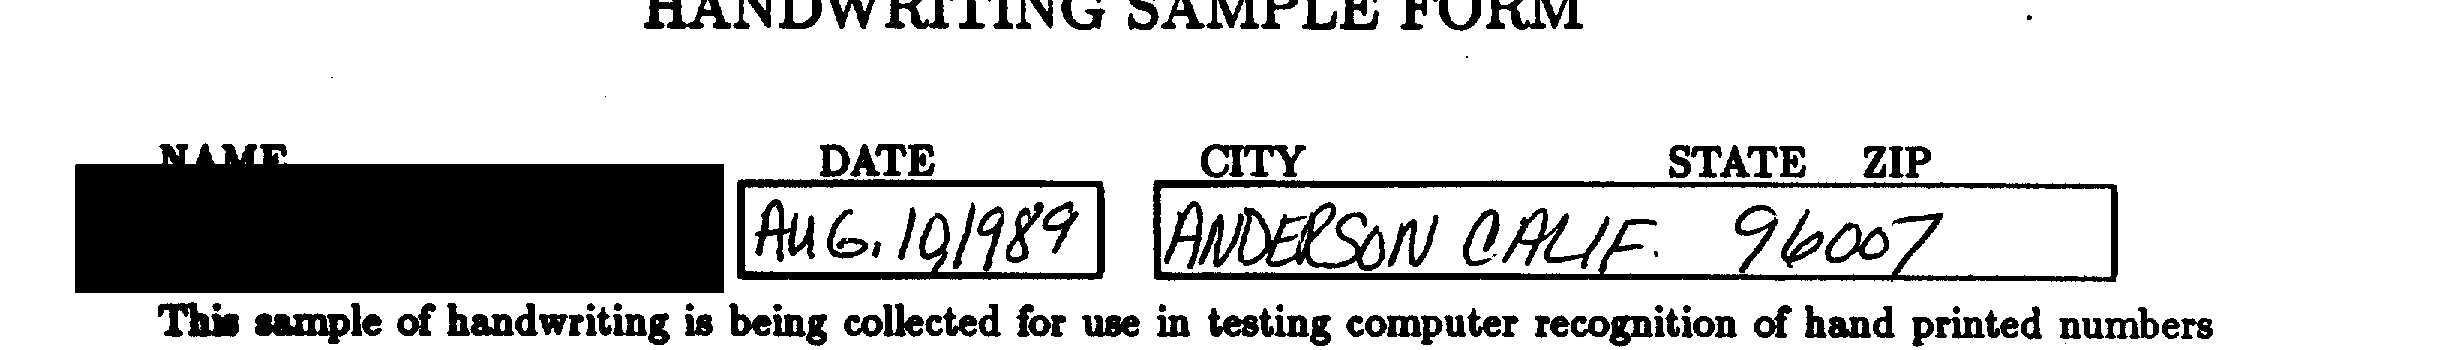 HANDWRITING SAMPLE FORM
NAME DATE CITY STATE ZIP
AUG. 10, 1989 ANDERSON CALIF. 96007
This sample of handwriting is being collected for use in testing computer recognition of hand printed numbers